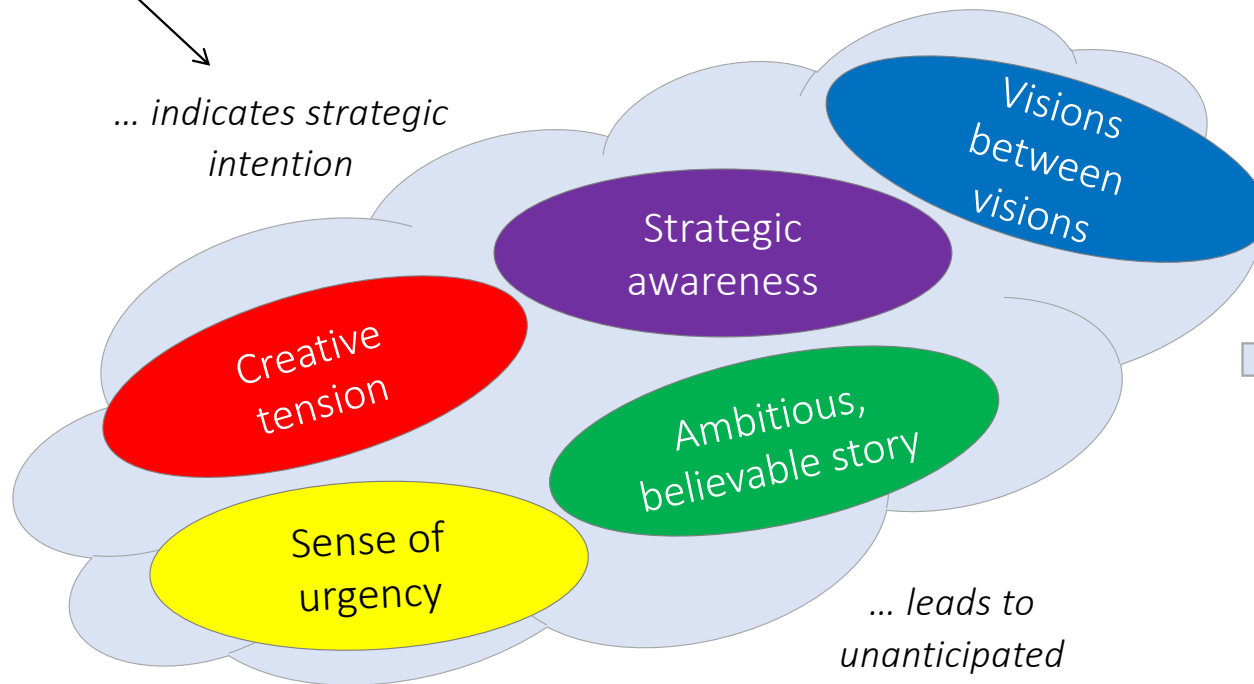 … indicates strategic
intention
Visions
between
visions
Strategic
awareness
Creative
tension
Ambitious,
believable story
Sense of
urgency
… leads to
unanticipated